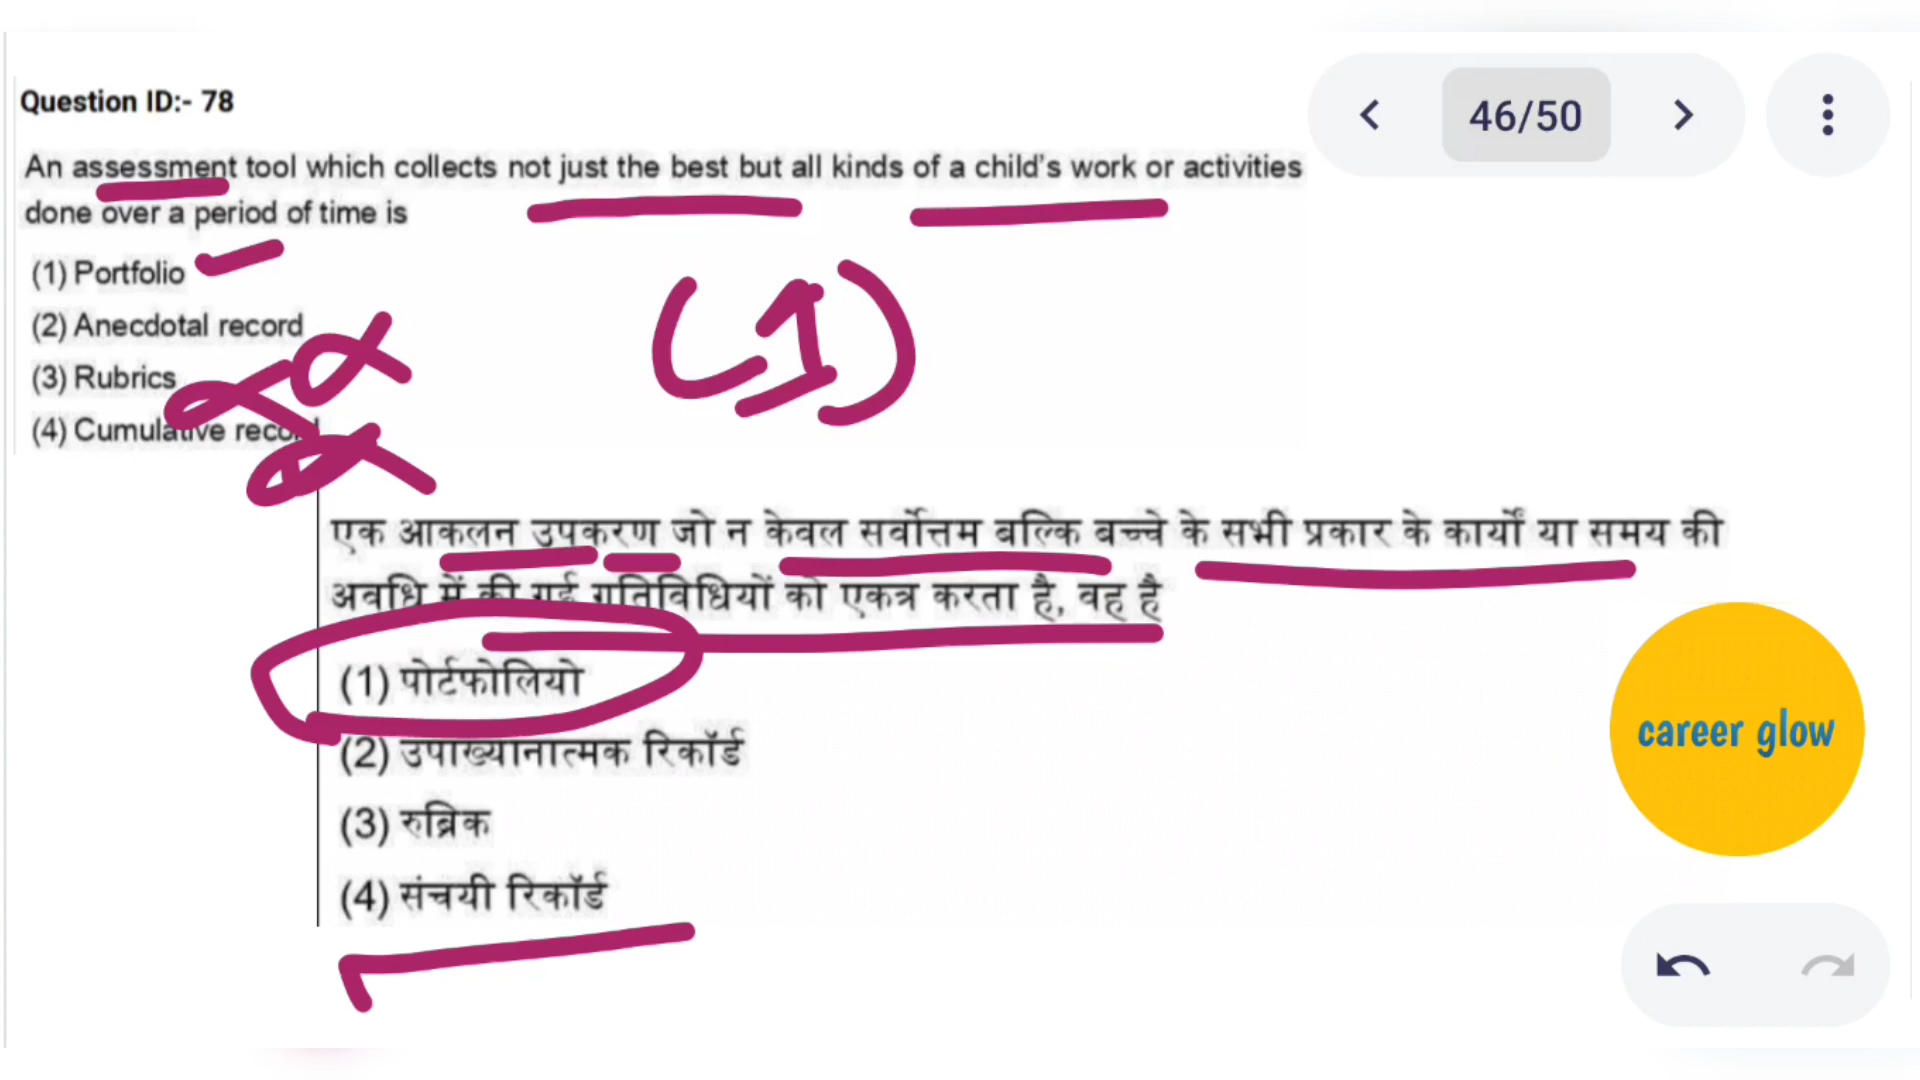 Question ID:- 78
46/50
An assessment tool which collects not just the best but all kinds of a child's work or activities
done over a period of time is
(1) Portfolio
(2) Anecdotal record
(3) Rubrics
(4) Cumulative record
(1)
एक आकलन उपकरण जो न केवल सर्वोत्तम बल्कि बच्चे के सभी प्रकार के कार्यों या समय की
अवधि में की गई गतिविधियों को एकत्र करता है, वह है
(1) पोर्टफोलियो
(2) उपाख्यानात्मक रिकॉर्ड
(3) रुब्रिक
(4) संचयी रिकॉर्ड
career glow